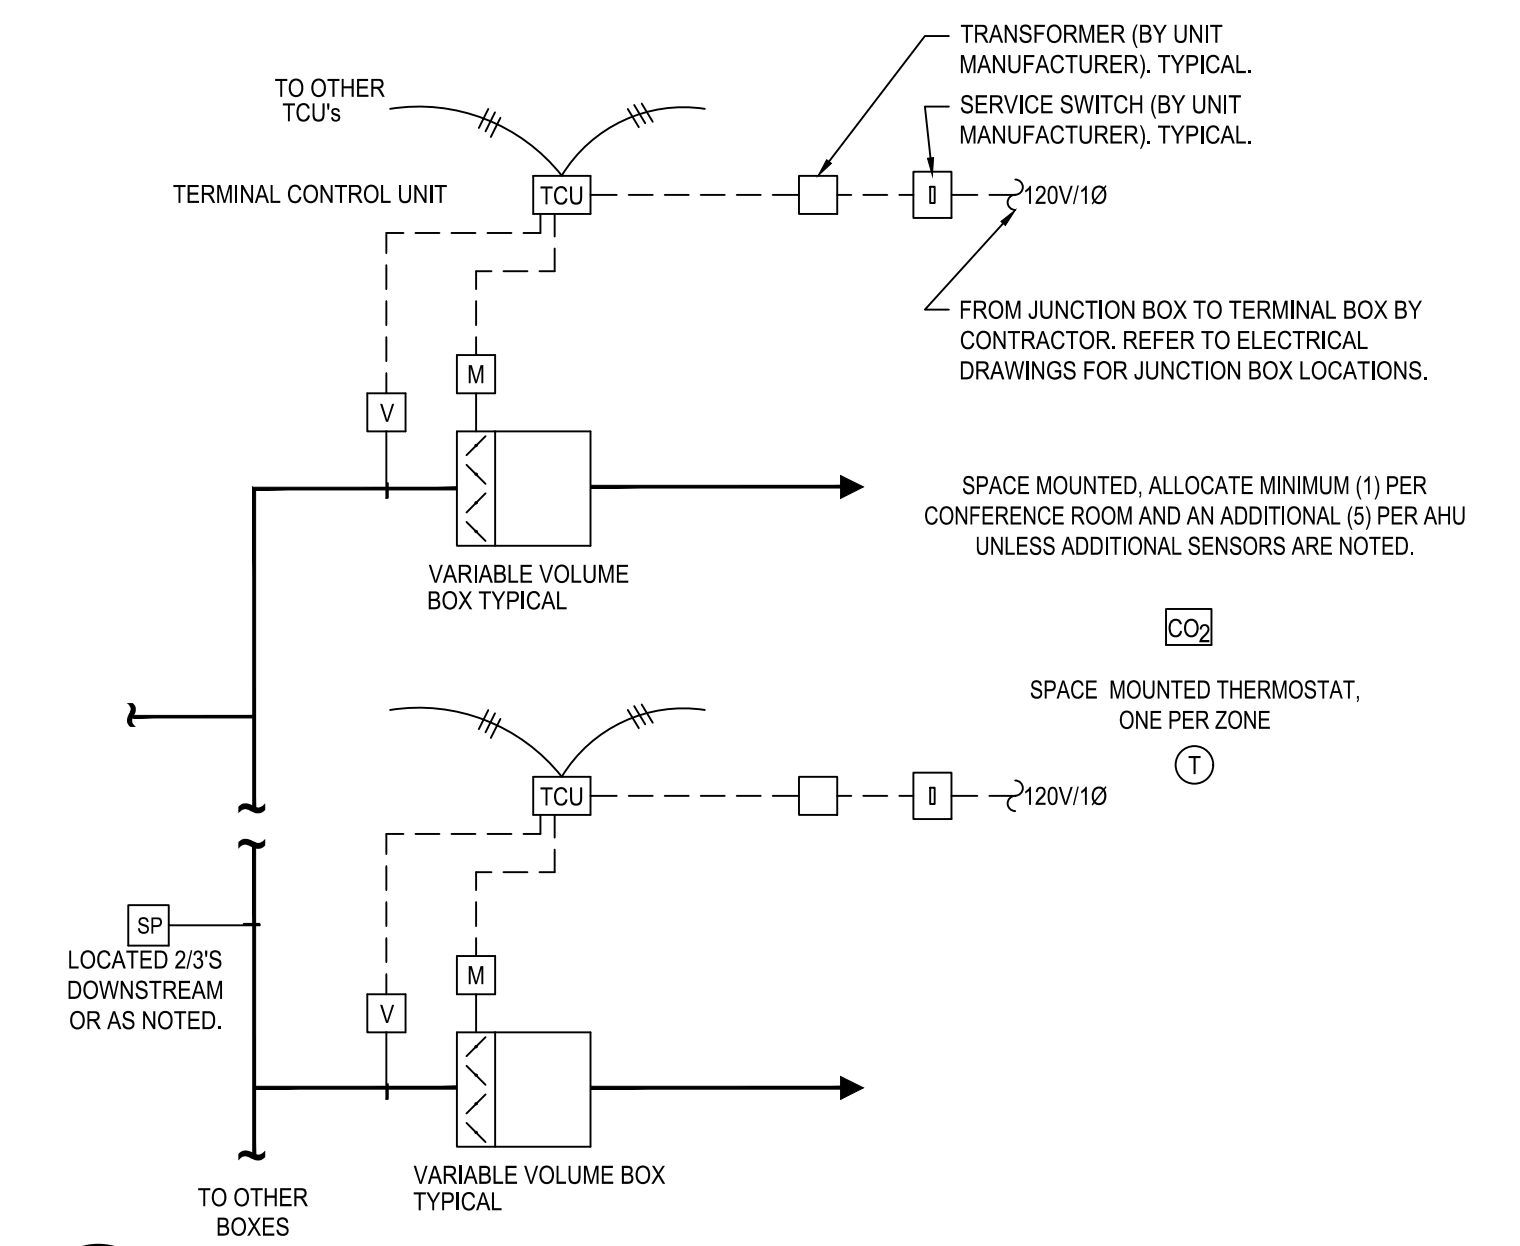 TRANSFORMER (BY UNIT
MANUFACTURER). TYPICAL.
TO OTHER
TCU's
SERVICE SWITCH (BY UNIT
MANUFACTURER). TYPICAL.
TERMINAL CONTROL UNIT
TCU
120V/1Ø
FROM JUNCTION BOX TO TERMINAL BOX BY
CONTRACTOR. REFER TO ELECTRICAL
DRAWINGS FOR JUNCTION BOX LOCATIONS.
M
V
SPACE MOUNTED, ALLOCATE MINIMUM (1) PER
CONFERENCE ROOM AND AN ADDITIONAL (5) PER AHU
UNLESS ADDITIONAL SENSORS ARE NOTED.
VARIABLE VOLUME
BOX TYPICAL
CO2
SPACE MOUNTED THERMOSTAT,
ONE PER ZONE
T
TCU
120V/1Ø
SP
LOCATED 2/3'S
DOWNSTREAM
OR AS NOTED.
M
V
VARIABLE VOLUME BOX
TYPICAL
TO OTHER
BOXES